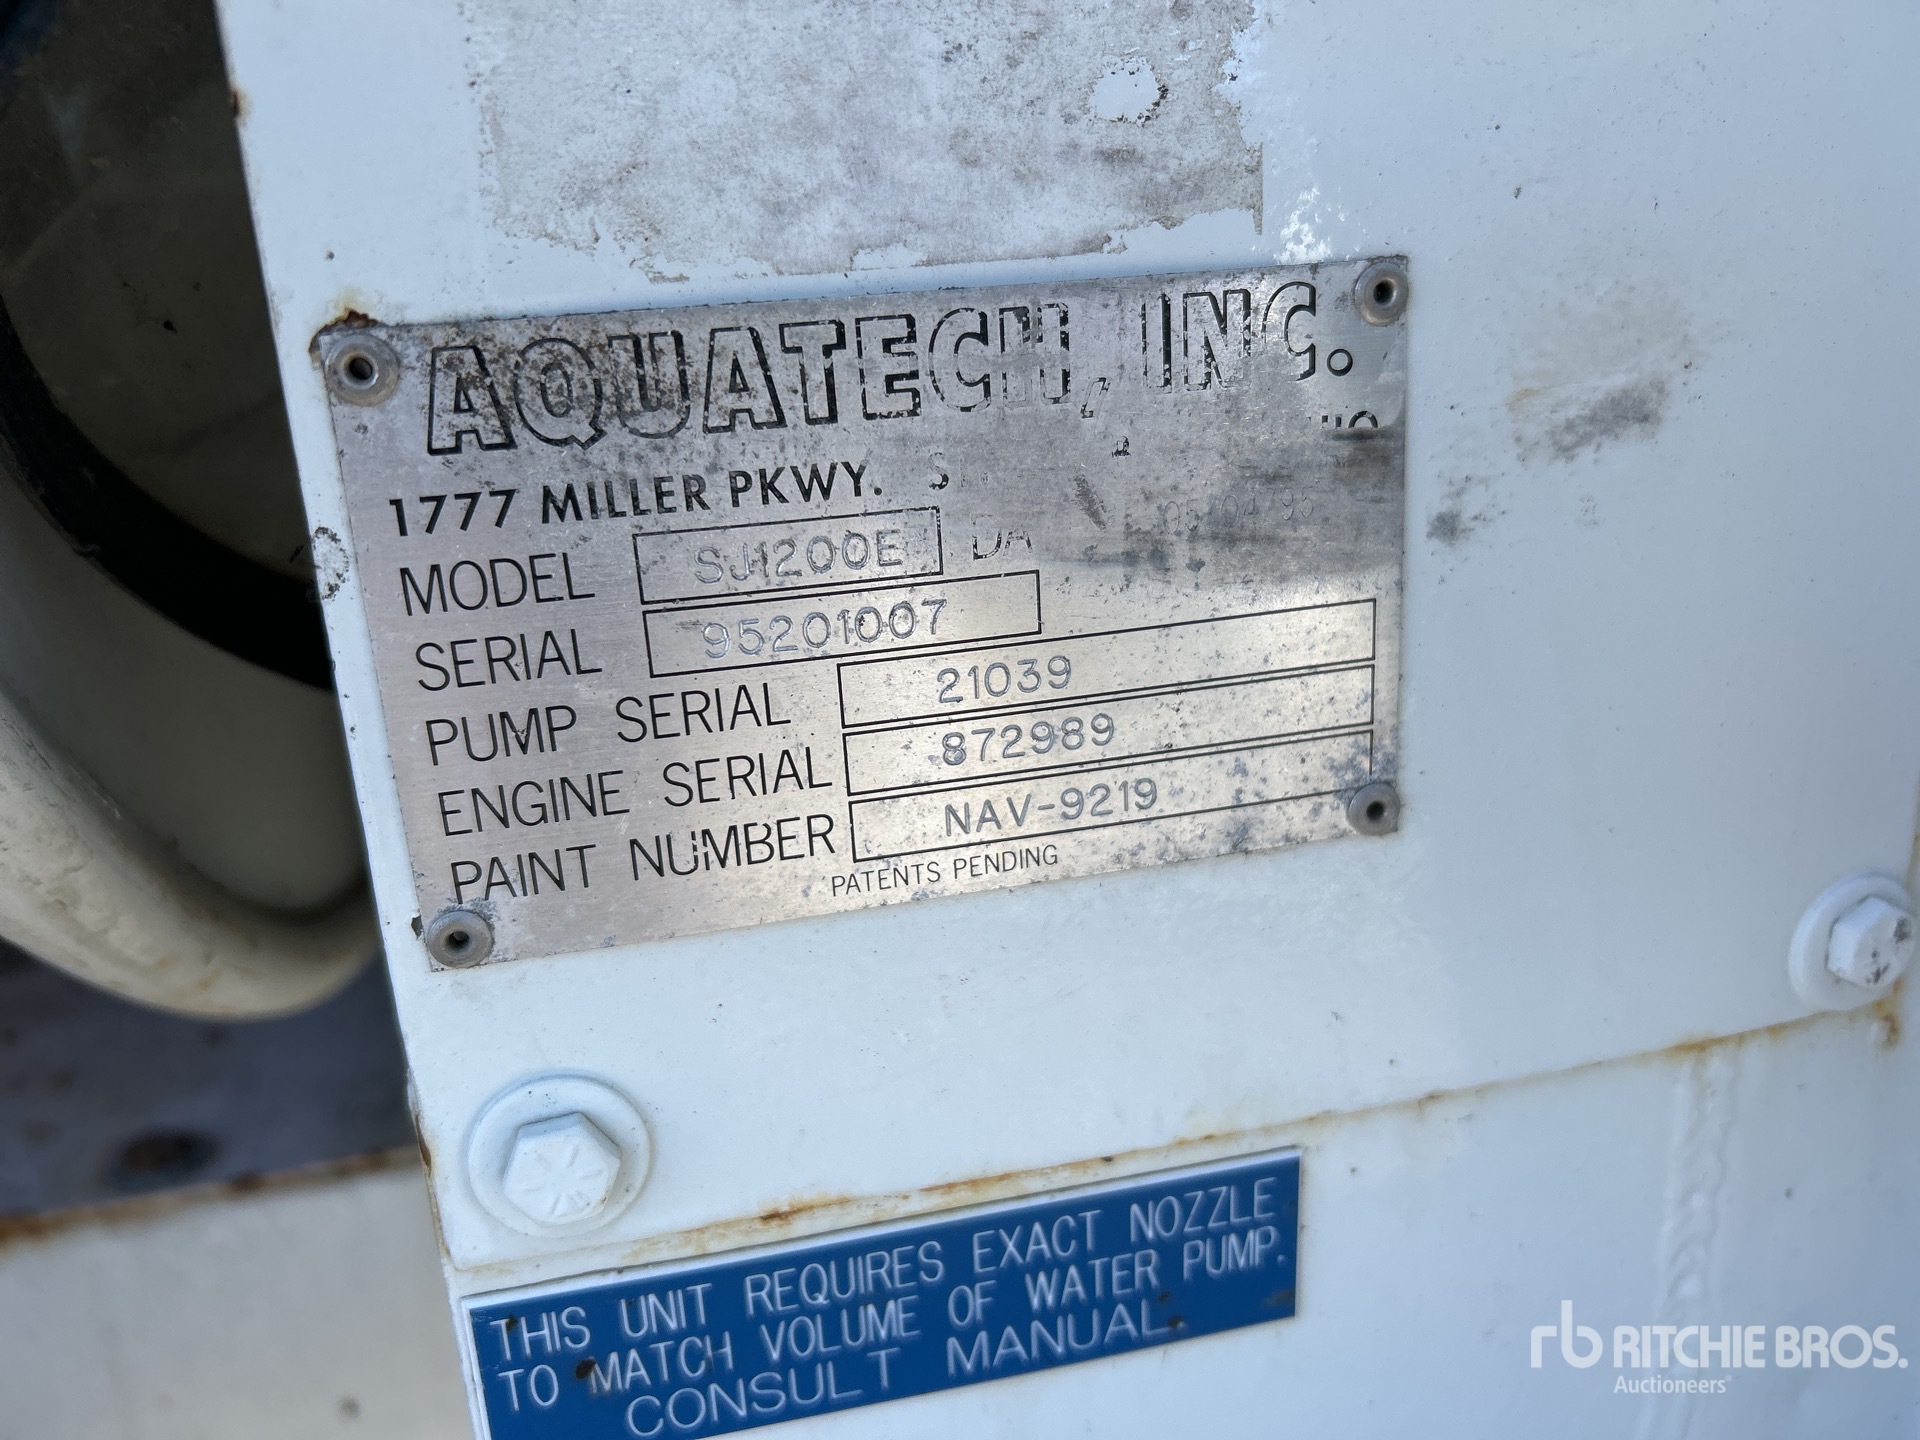 AQUATECH, INC.
1777 MILLER PKWY.
MODEL SJ1200E
SERIAL 95201007
PUMP SERIAL 21039
ENGINE SERIAL 872989
PAINT NUMBER NAV-9219
PATENTS PENDING
THIS UNIT REQUIRES EXACT NOZZLE
TO MATCH VOLUME OF WATER PUMP.
CONSULT MANUAL.
rb RITCHIE BROS.
Auctioneers